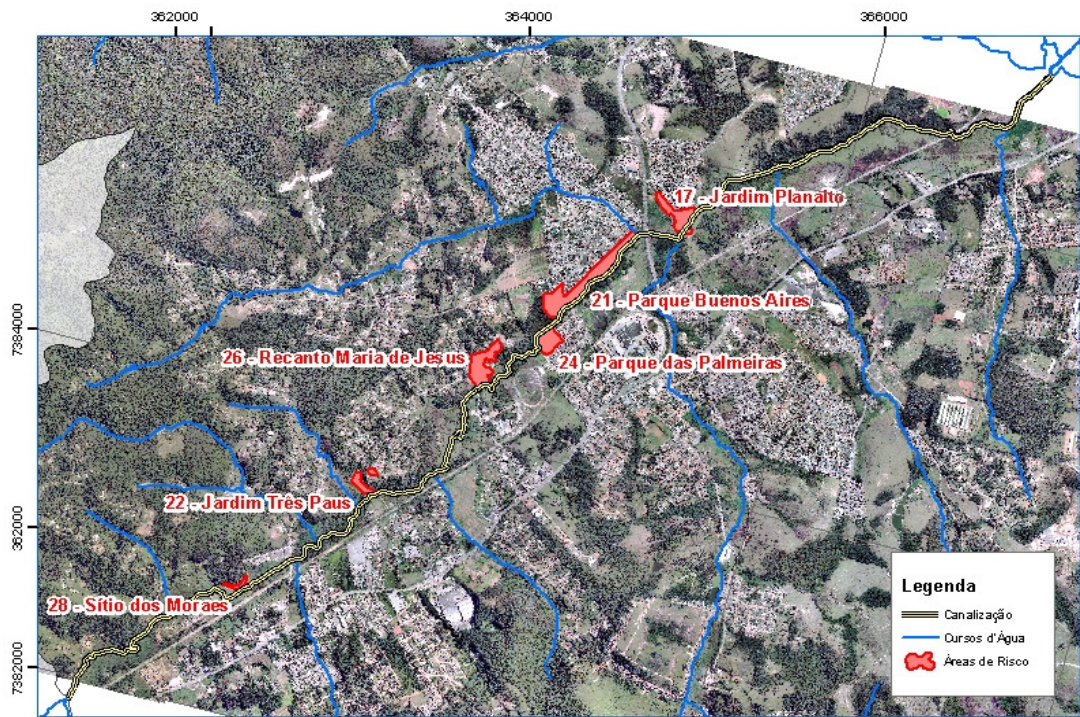 362000
364000
366000
17 - Jardim Planalto
21 - Parque Buenos Aires
7384000
26 - Recanto Maria de Jesus
24 - Parque das Palmeiras
22 - Jardim Três Paus
362000
28 - Sítio dos Moraes
7382000
Legenda
Canalização
Cursos d'Água
Áreas de Risco